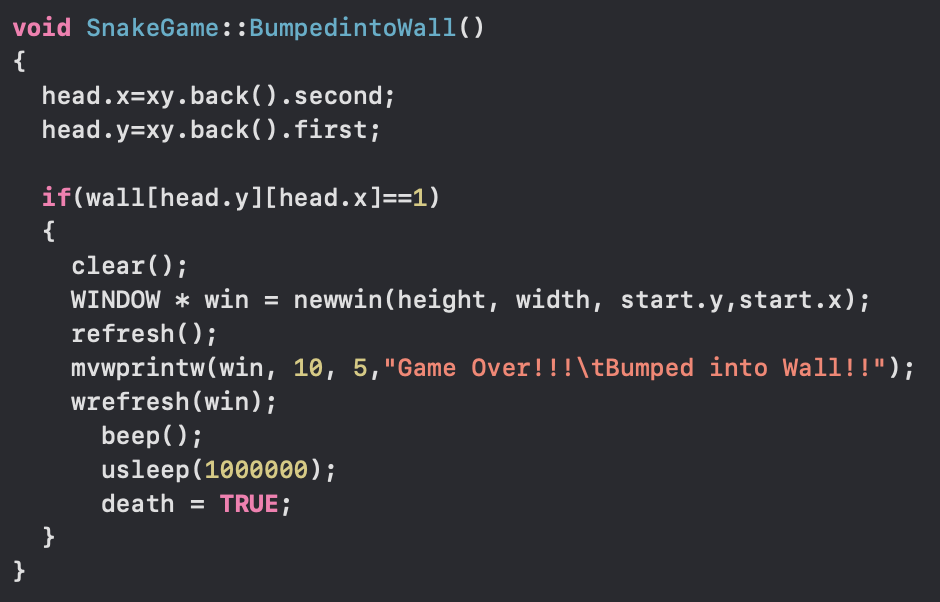 void SnakeGame::BumpedintoWall()
{
  head.x=xy.back().second;
  head.y=xy.back().first;

  if(wall[head.y][head.x]==1)
  {
    clear();
    WINDOW * win = newwin(height, width, start.y,start.x);
    refresh();
    mvwprintw(win, 10, 5,"Game Over!!!\tBumped into Wall!!");
    wrefresh(win);
      beep();
      usleep(1000000);
      death = TRUE;
  }
}